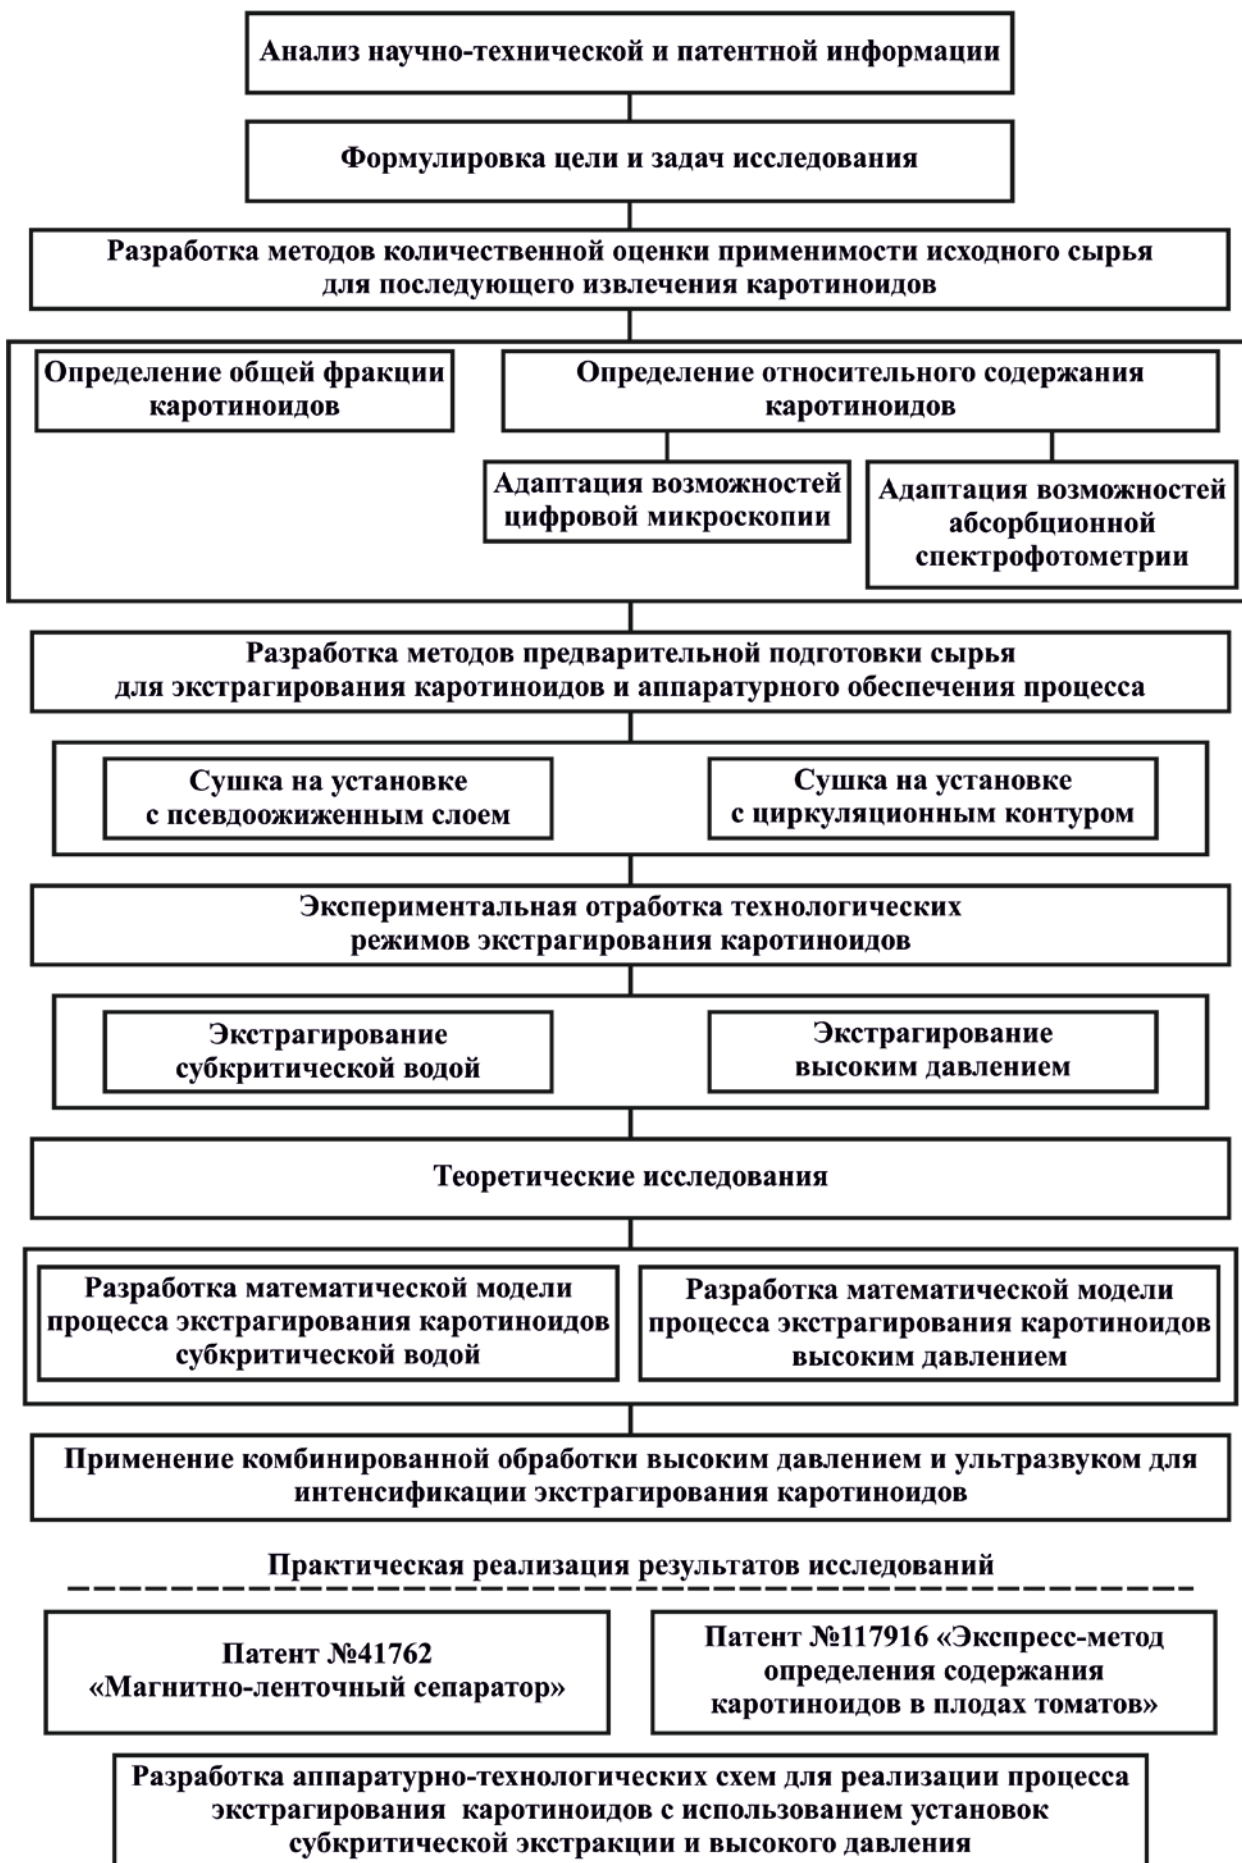 Анализ научно-технической и патентной информации
Формулировка цели и задач исследования
Разработка методов количественной оценки применимости исходного сырья
для последующего извлечения каротиноидов
Определение общей фракции
каротиноидов
Определение относительного содержания
каротиноидов
Адаптация возможностей
цифровой микроскопии
Адаптация возможностей
абсорбционной
спектрофотометрии
Разработка методов предварительной подготовки сырья
для экстрагирования каротиноидов и аппаратурного обеспечения процесса
Сушка на установке
с псевдоожиженным слоем
Сушка на установке
с циркуляционным контуром
Экспериментальная отработка технологических
режимов экстрагирования каротиноидов
Экстрагирование
субкритической водой
Экстрагирование
высоким давлением
Теоретические исследования
Разработка математической модели
процесса экстрагирования каротиноидов
субкритической водой
Разработка математической модели
процесса экстрагирования каротиноидов
высоким давлением
Применение комбинированной обработки высоким давлением и ультразвуком для
интенсификации экстрагирования каротиноидов
Практическая реализация результатов исследований
Патент №41762
«Магнитно-ленточный сепаратор»
Патент №117916 «Экспресс-метод
определения содержания
каротиноидов в плодах томатов»
Разработка аппаратурно-технологических схем для реализации процесса
экстрагирования каротиноидов с использованием установок
субкритической экстракции и высокого давления